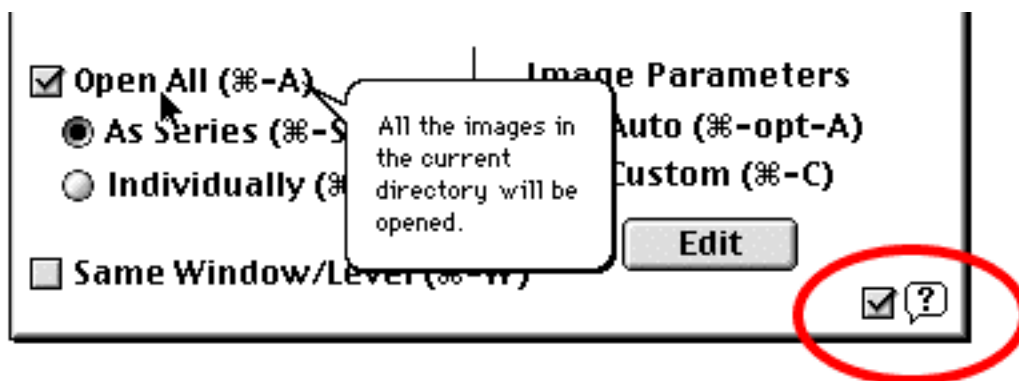 Open All (⌘-A)
As Series (⌘-S
Individually (⌘
Same Window/Level (⌘-W)
All the images in
the current
directory will be
opened.
Image Parameters
Auto (⌘-opt-A)
Custom (⌘-C)
Edit
?